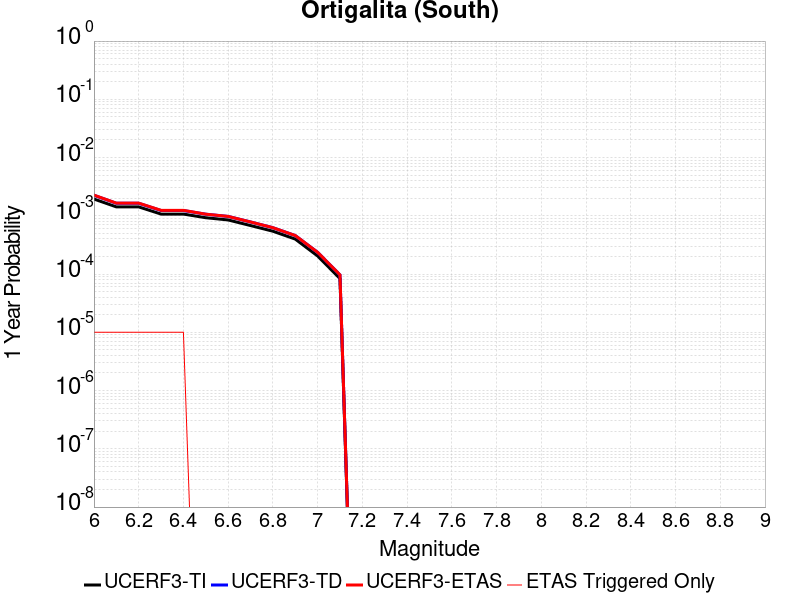 Ortigalita (South)
10^0
10^-1
10^-2
10^-3
10^-4
10^-5
10^-6
10^-7
10^-8
1 Year Probability
6 6.2 6.4 6.6 6.8 7 7.2 7.4 7.6 7.8 8 8.2 8.4 8.6 8.8 9
Magnitude
UCERF3-TI UCERF3-TD UCERF3-ETAS ETAS Triggered Only